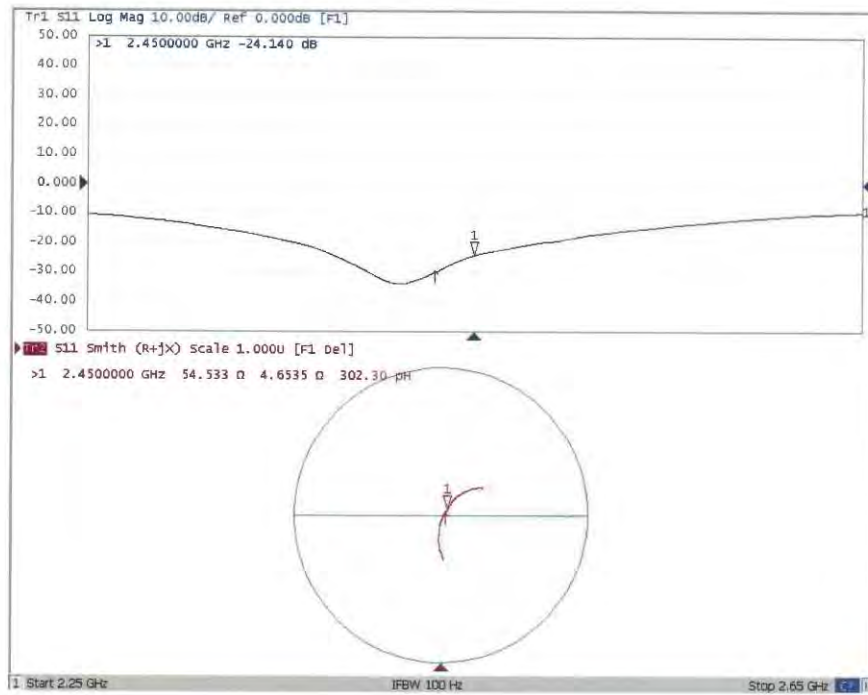 Tr1 S11 Log Mag 10.00dB/ Ref 0.000dB [F1]
50.00
>1 2.4500000 GHz -24.140 dB
40.00
30.00
20.00
10.00
0.000
-10.00
1
-20.00
1
-30.00
-40.00
-50.00
Tr2 S11 Smith (R+jX) Scale 1.000U [F1 Del]
>1 2.4500000 GHz 54.533 Ω 4.6535 Ω 302.30 pH
1
1 Start 2.25 GHz IFBW 100 Hz Stop 2.65 GHz